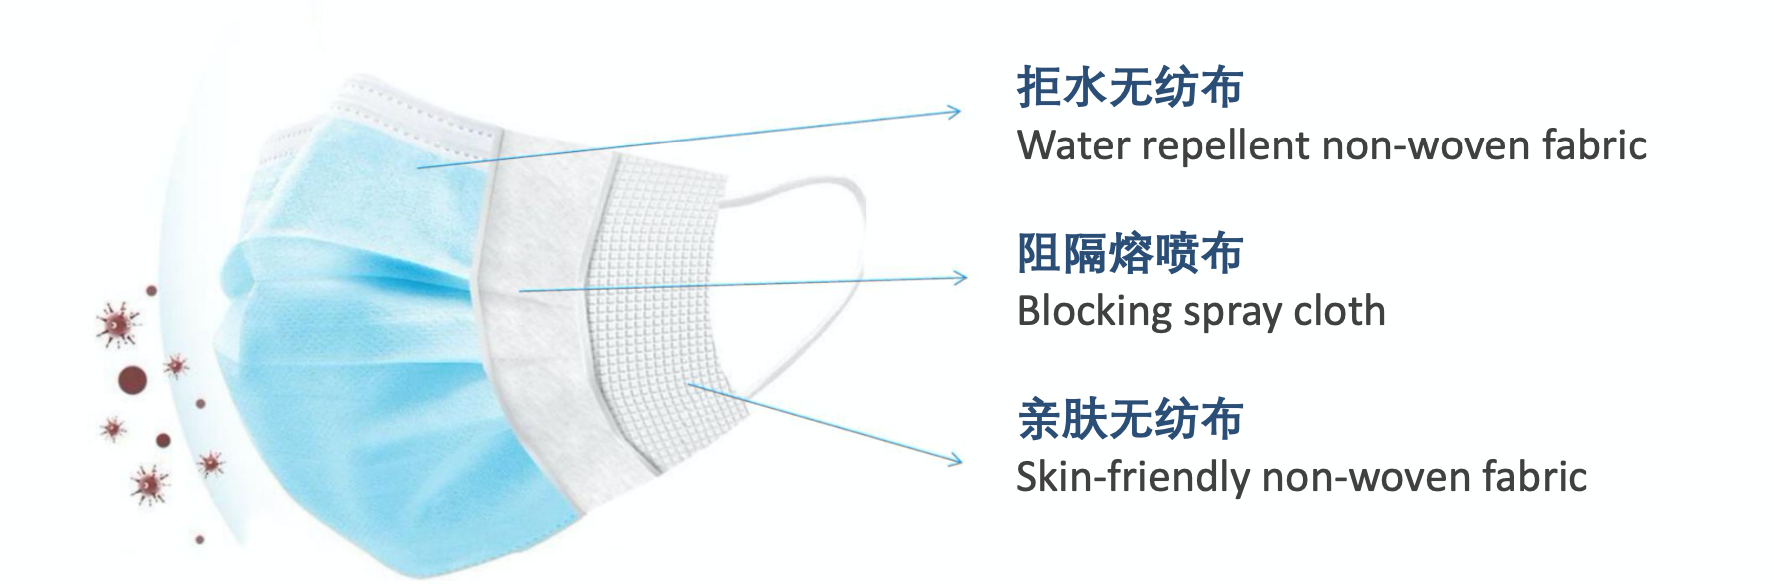 拒水无纺布
Water repellent non-woven fabric
阻隔熔喷布
Blocking spray cloth
亲肤无纺布
Skin-friendly non-woven fabric